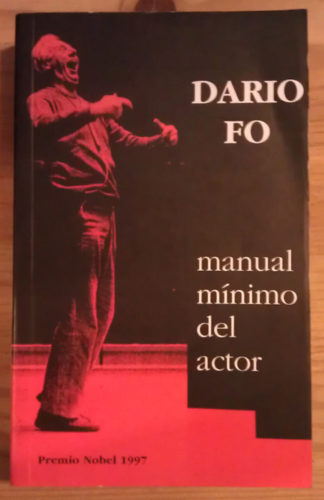 DARIO
FO
manual
mínimo
del
actor
Premio Nobel 1997